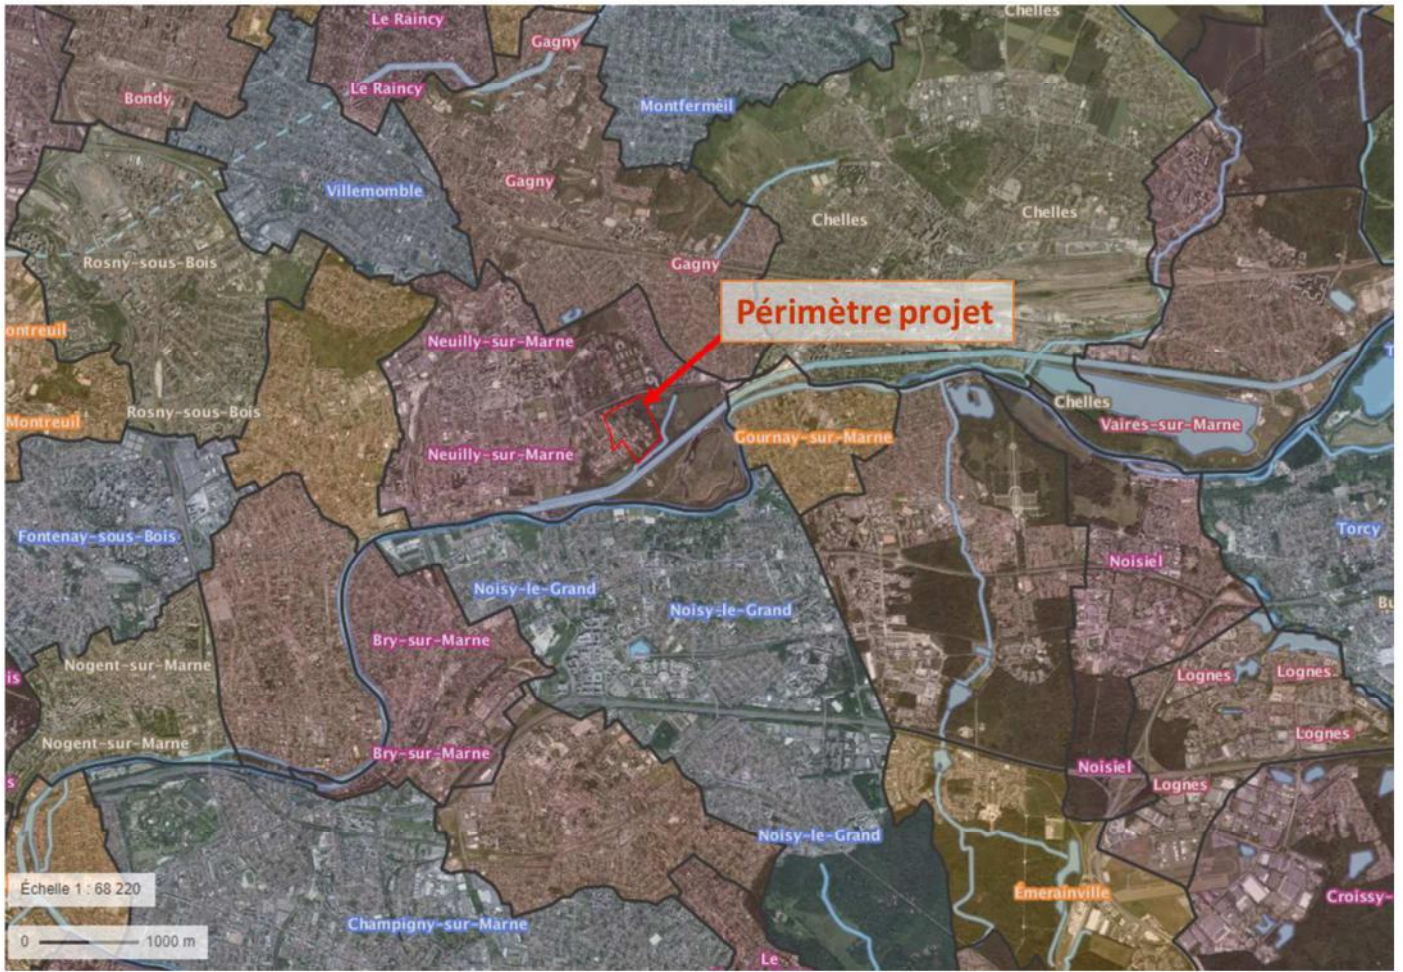 Chelles
Le Raincy
Gagny
Le Raincy
Bondy
Montfermeil
Gagny
Villemomble
Chelles
Chelles
Rosny-sous-Bois
Gagny
Périmètre projet
ontreuil
Neuilly-sur-Marne
T
Chelles
Rosny-sous-Bois
Montreuil
Vaires-sur-Marne
Gournay-sur-Marne
Neuilly-sur-Marne
Fontenay-sous-Bois
Torcy
Noisiel
Noisy-le-Grand
Noisy-le-Grand
Bu
Bry-sur-Marne
Nogent-sur-Marne
is
Lognes
Lognes
Lognes
Nogent-sur-Marne
Bry-sur-Marne
Noisiel
s
Lognes
Noisy-le-Grand
Échelle 1 : 68 220
Émerainville
Croissy-
Champigny-sur-Marne
0 1000 m
Le